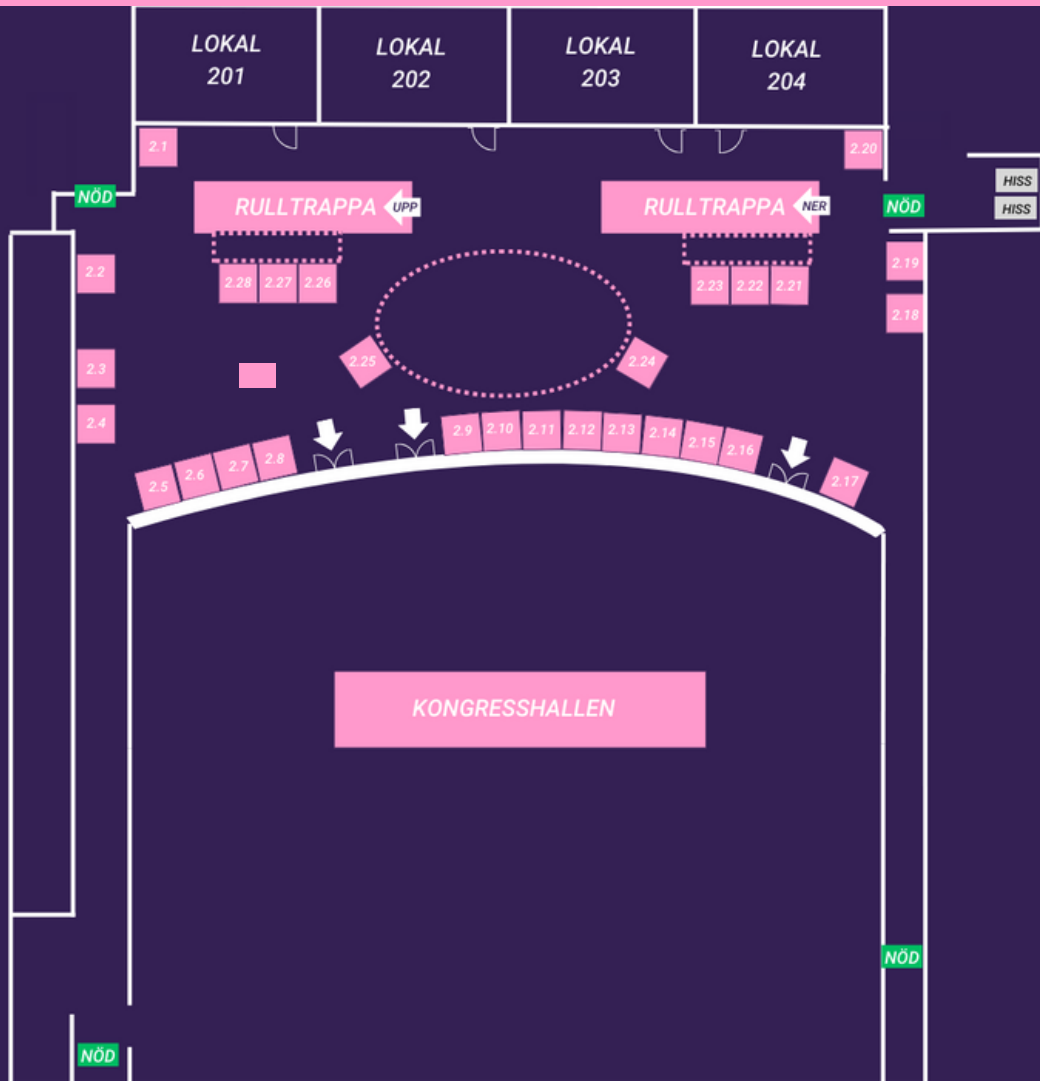 LOKAL
201
LOKAL
202
LOKAL
203
LOKAL
204
2.1
2.20
HISS
NÖD
RULLTRAPPA
UPP
RULLTRAPPA
NER
NÖD
HISS
2.2
2.28
2.27
2.26
2.23
2.22
2.21
2.19
2.18
2.3
2.25
2.24
2.4
2.5
2.6
2.7
2.8
2.9
2.10
2.11
2.12
2.13
2.14
2.15
2.16
2.17
KONGRESSHALLEN
NÖD
NÖD